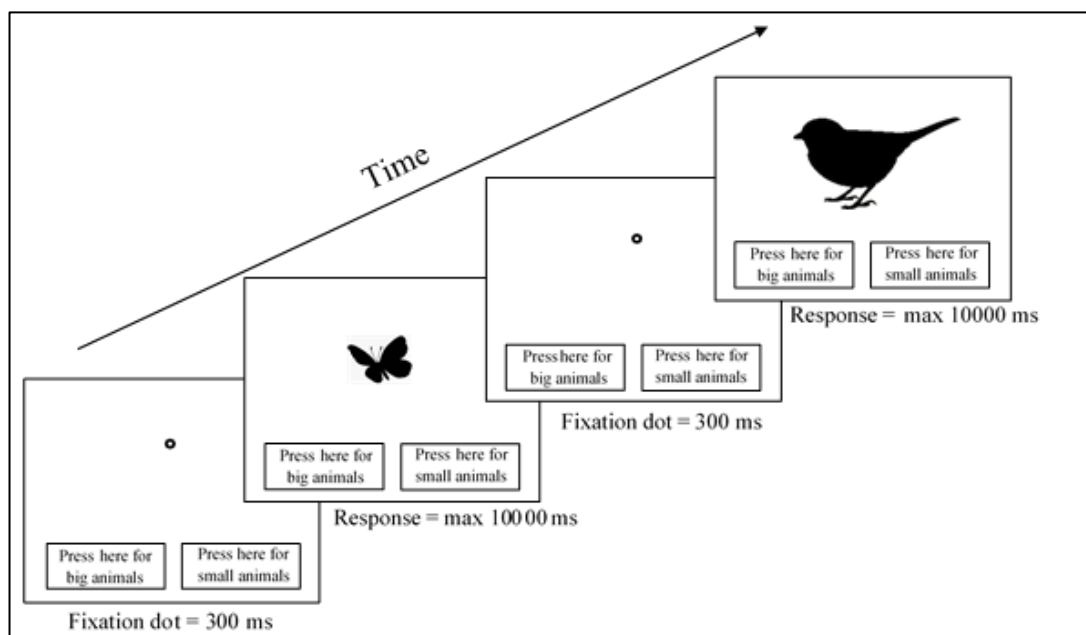 Time
Press here for
big animals
Press here for
small animals
Response = max 10000 ms
Press here for
big animals
Press here for
small animals
Fixation dot = 300 ms
Press here for
big animals
Press here for
small animals
Response = max 10000 ms
Press here for
big animals
Press here for
small animals
Fixation dot = 300 ms